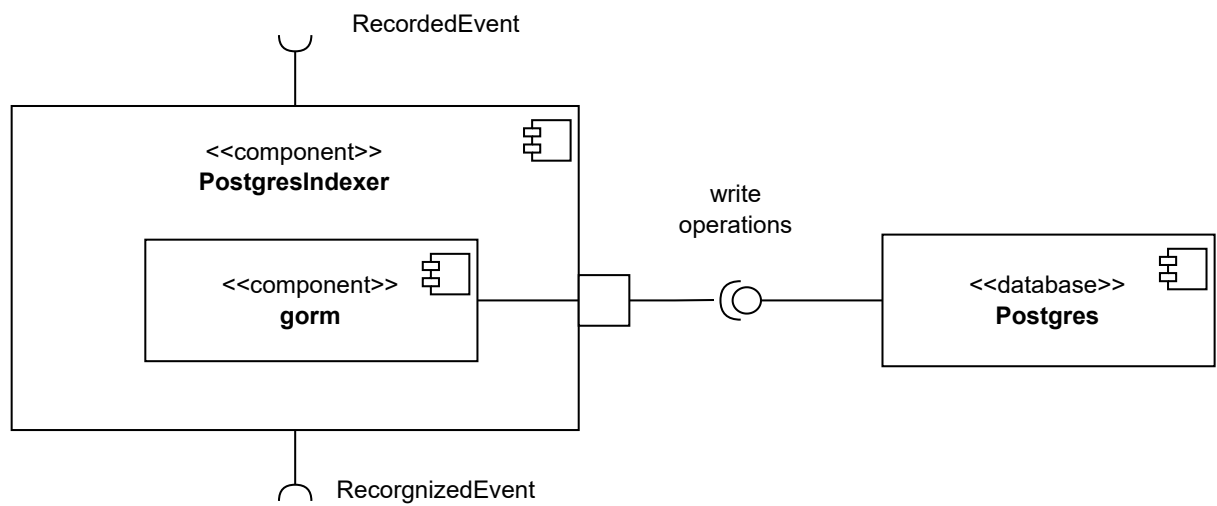 RecordedEvent
<<component>>
PostgresIndexer
write
operations
<<component>>
gorm
<<database>>
Postgres
RecorgnizedEvent